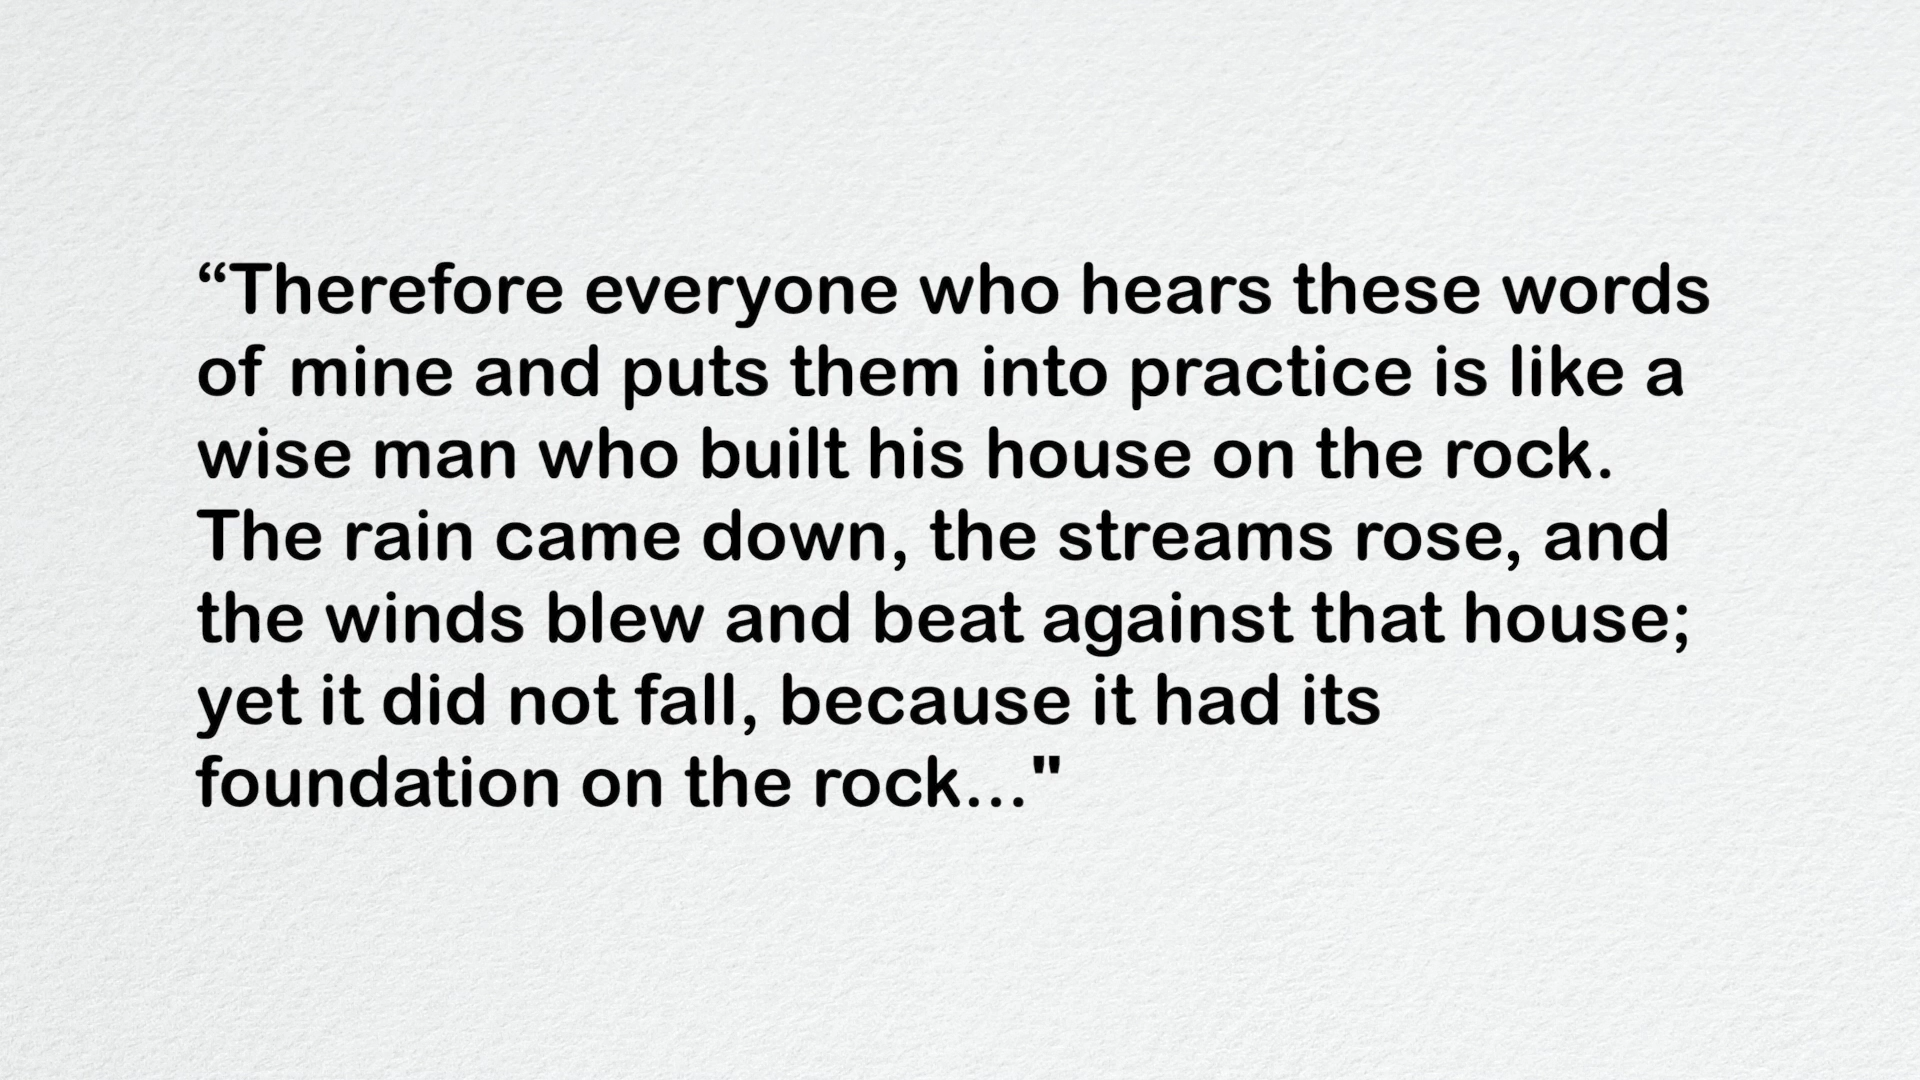 “Therefore everyone who hears these words
of mine and puts them into practice is like a
wise man who built his house on the rock.
The rain came down, the streams rose, and
the winds blew and beat against that house;
yet it did not fall, because it had its
foundation on the rock..."